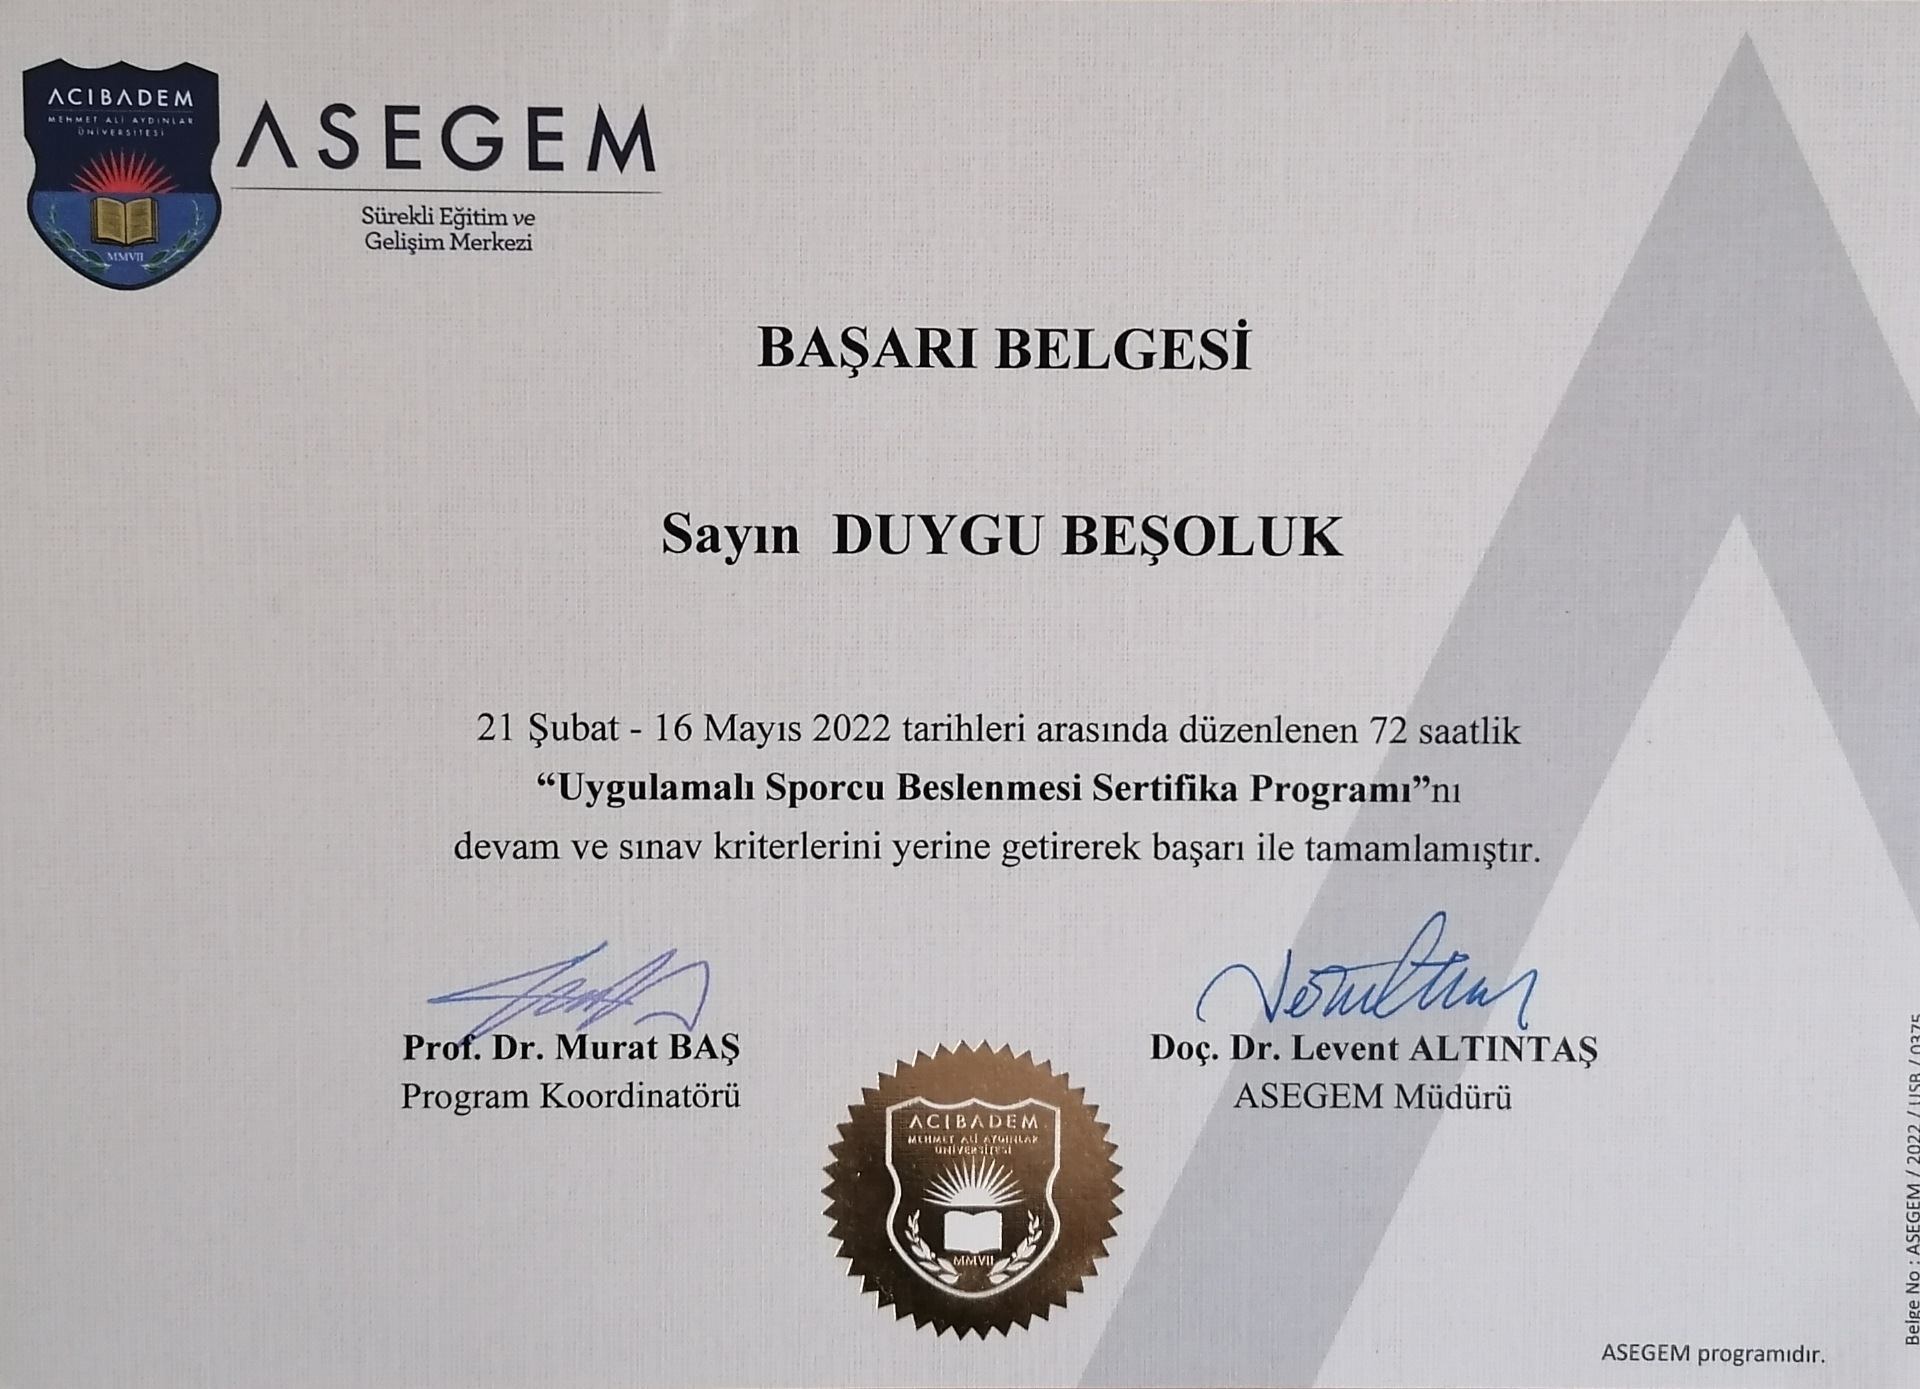 ACIBADEM
MEHMET ALİ AYDINLAR
ÜNİVERSİTESİ
MMVII
ASEGEM
Sürekli Eğitim ve
Gelişim Merkezi
BAŞARI BELGESİ
Sayın DUYGU BEŞOLUK
21 Şubat - 16 Mayıs 2022 tarihleri arasında düzenlenen 72 saatlik
“Uygulamalı Sporcu Beslenmesi Sertifika Programı”nı
devam ve sınav kriterlerini yerine getirerek başarı ile tamamlamıştır.
Prof. Dr. Murat BAŞ
Program Koordinatörü
Doç. Dr. Levent ALTINTAŞ
ASEGEM Müdürü
ACIBADEM
MEHMET ALİ AYDINLAR
ÜNİVERSİTESİ
MMVII
ASEGEM programıdır.
Belge No : ASEGEM / 2022 / USB / 0375